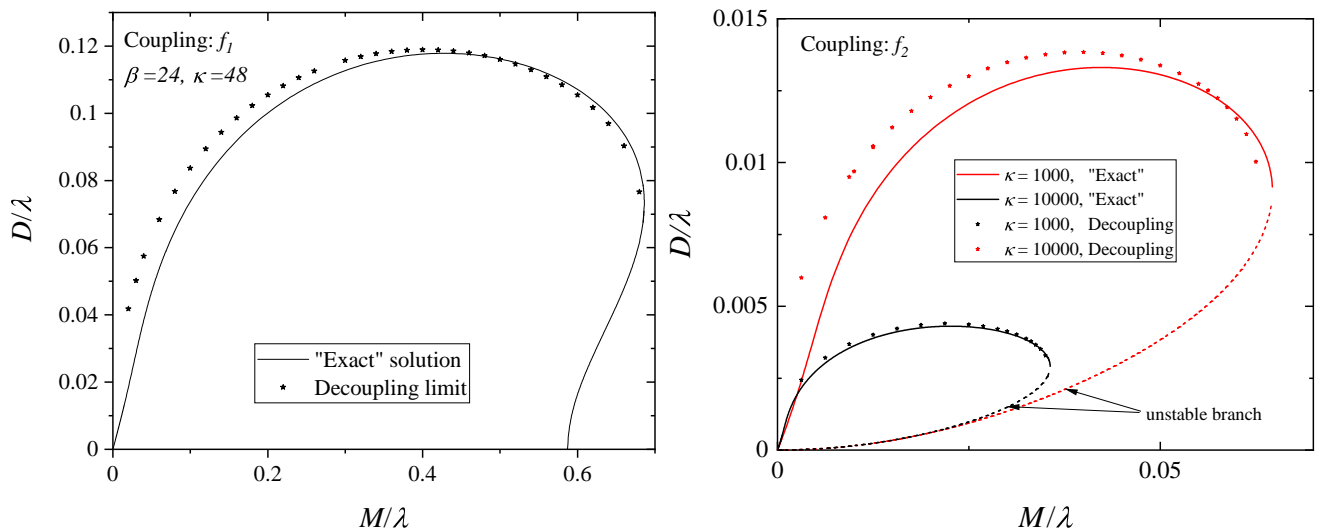 Coupling: f1
β =24, κ =48
D/λ
0.12
0.1
0.08
0.06
0.04
0.02
0
"Exact" solution
Decoupling limit
0
0.2
0.4
0.6
M/λ
Coupling: f2
D/λ
0.015
0.010
0.005
0
κ = 1000, "Exact"
κ = 10000, "Exact"
κ = 1000, Decoupling
κ = 10000, Decoupling
unstable branch
0
0.05
M/λ